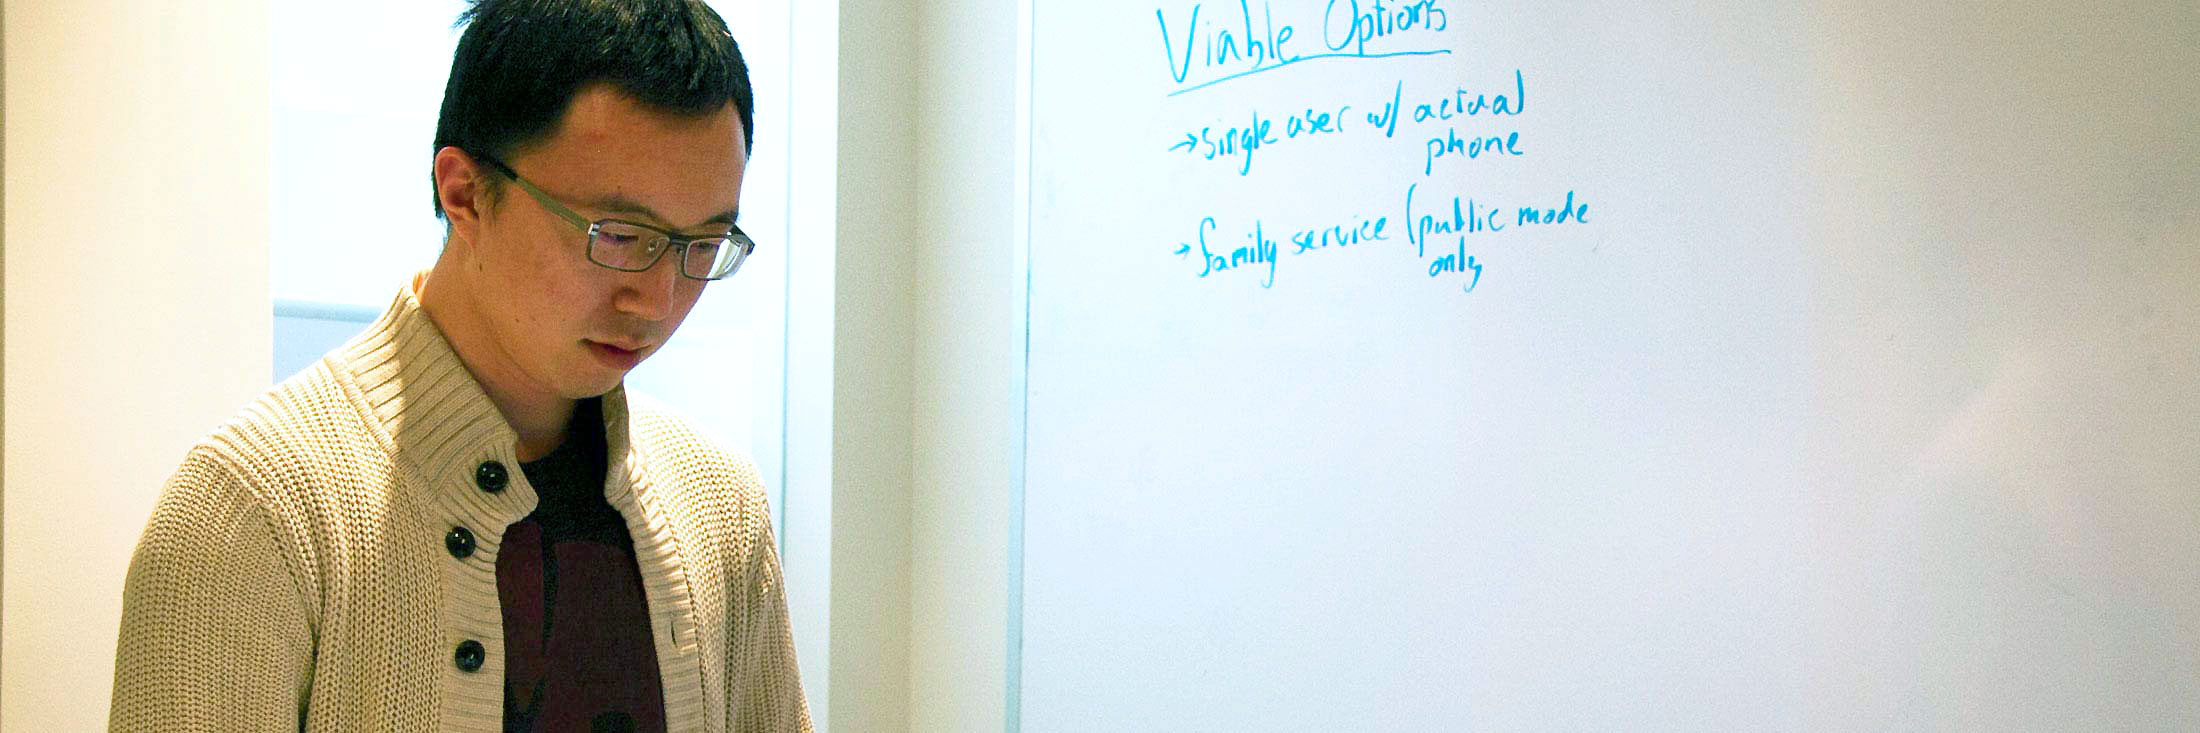 Viable Options
→ single user w/ actual
phone
→ family service (public mode
only